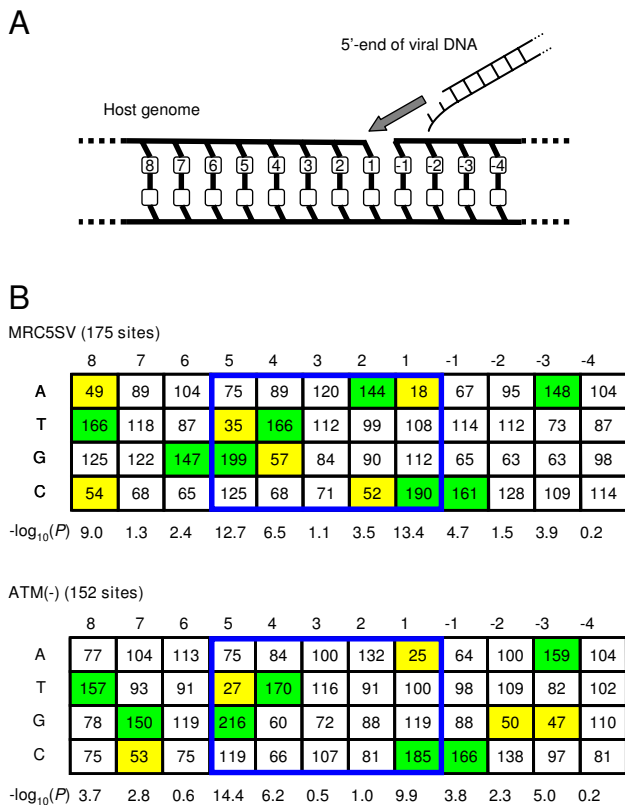 A
5'-end of viral DNA
Host genome
8 7 6 5 4 3 2 1 -1 -2 -3 -4
B
MRC5SV (175 sites)
8 7 6 5 4 3 2 1 -1 -2 -3 -4
A 49 89 104 75 89 120 144 18 67 95 148 104
T 166 118 87 35 166 112 99 108 114 112 73 87
G 125 122 147 199 57 84 90 112 65 63 63 98
C 54 68 65 125 68 71 52 190 161 128 109 114
-log10(P) 9.0 1.3 2.4 12.7 6.5 1.1 3.5 13.4 4.7 1.5 3.9 0.2
ATM(-) (152 sites)
8 7 6 5 4 3 2 1 -1 -2 -3 -4
A 77 104 113 75 84 100 132 25 64 100 159 104
T 157 93 91 27 170 116 91 100 98 109 82 102
G 78 150 119 216 60 72 88 119 88 50 47 110
C 75 53 75 119 66 107 81 185 166 138 97 81
-log10(P) 3.7 2.8 0.6 14.4 6.2 0.5 1.0 9.9 3.8 2.3 5.0 0.2